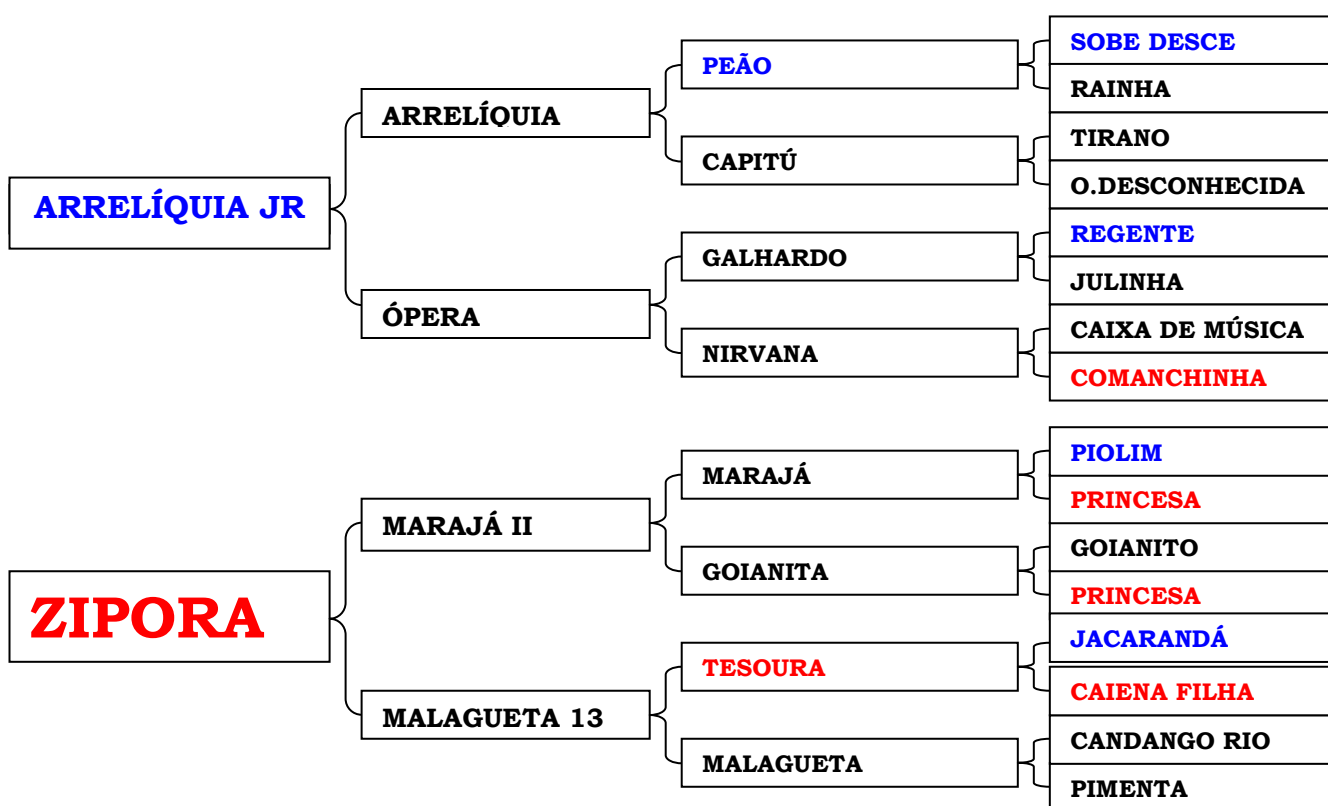 SOBE DESCE
PEÃO
RAINHA
ARRELÍQUIA
TIRANO
CAPITÚ
O.DESCONHECIDA
ARRELÍQUIA JR
REGENTE
GALHARDO
JULINHA
ÓPERA
CAIXA DE MÚSICA
NIRVANA
COMANCHINHA
PIOLIM
MARAJÁ
PRINCESA
MARAJÁ II
GOIANITO
GOIANITA
PRINCESA
ZIPORA
JACARANDÁ
TESOURA
CAIENA FILHA
MALAGUETA 13
CANDANGO RIO
MALAGUETA
PIMENTA